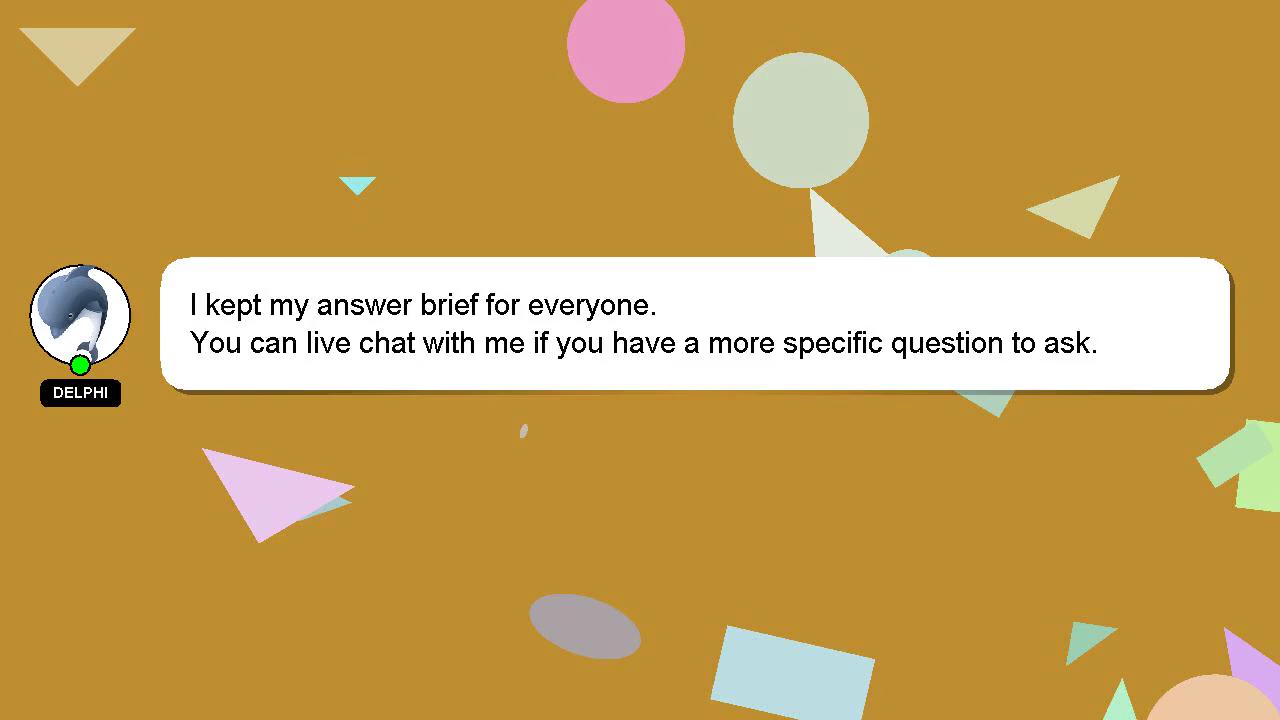 I kept my answer brief for everyone.
You can live chat with me if you have a more specific question to ask.
DELPHI